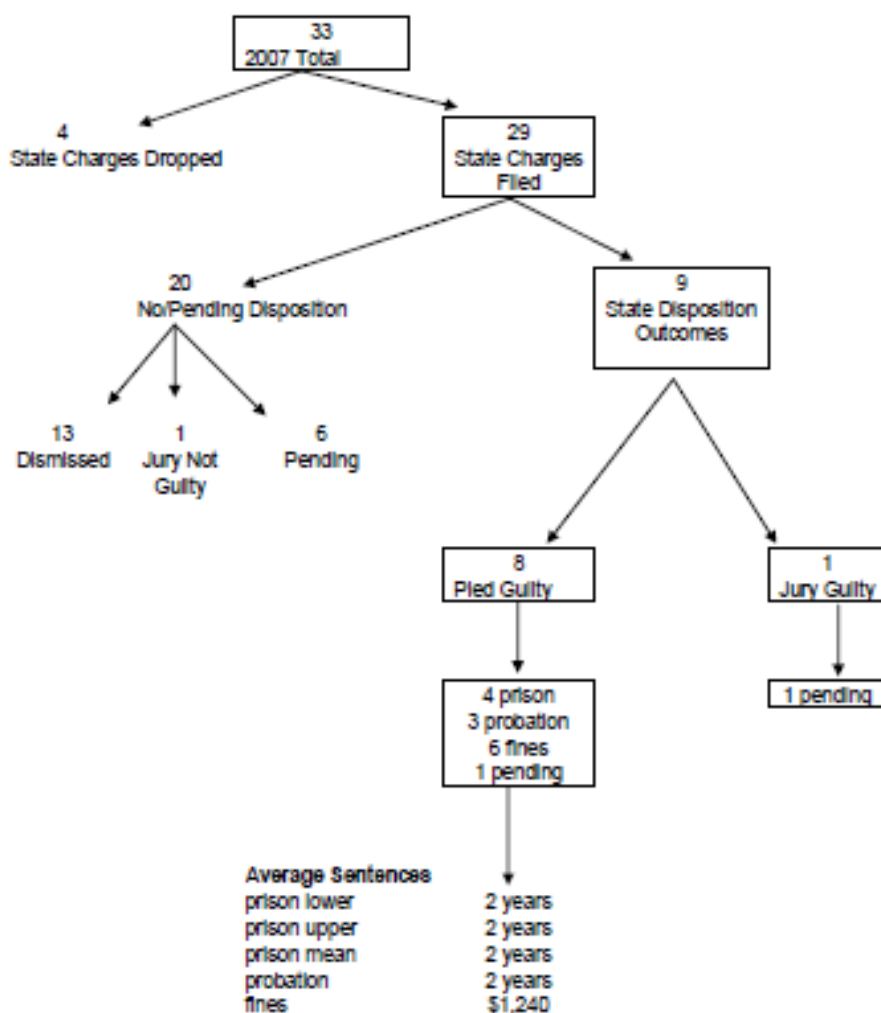 33
2007 Total
4
State Charges Dropped
29
State Charges
Filed
20
No/Pending Disposition
9
State Disposition
Outcomes
13
Dismissed
1
Jury Not
Guilty
6
Pending
8
Pled Guilty
1
Jury Guilty
4 prison
3 probation
6 fines
1 pending
1 pending
Average Sentences
prison lower 2 years
prison upper 2 years
prison mean 2 years
probation 2 years
fines $1,240